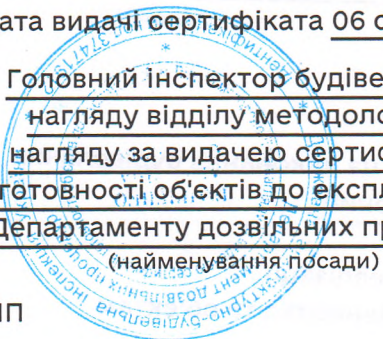 ата видачі сертифіката 06 с
Головний інспектор будіве
нагляду відділу методоло
нагляду за видачею сертиф
готовності об'єктів до експл
Департаменту дозвільних пр
(найменування посади)
МП